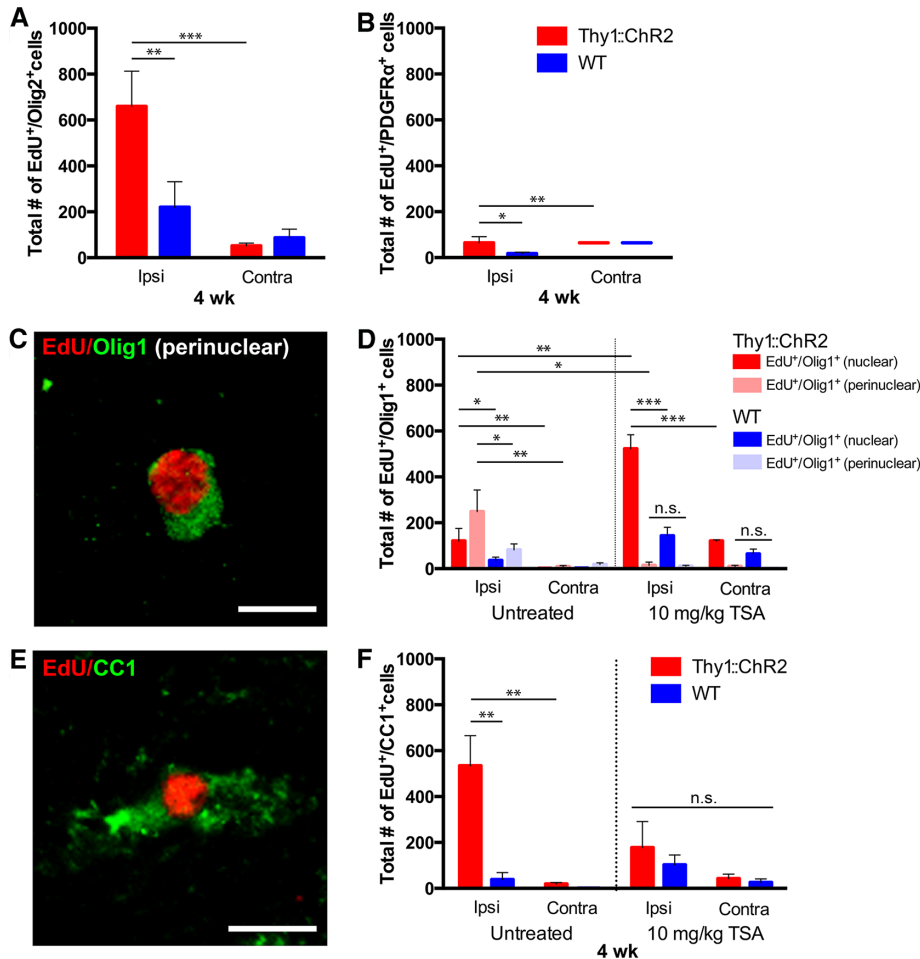 A
Total # of EdU⁺/Olig2⁺cells
1000
800
600
400
200
0
***
**
Ipsi
Contra
4 wk
B
Total # of EdU⁺/PDGFRα⁺ cells
1000
800
600
400
200
0
Thy1::ChR2
WT
**
*
Ipsi
Contra
4 wk
C
EdU/Olig1 (perinuclear)
D
Total # of EdU⁺/Olig1⁺ cells
1000
800
600
400
200
0
**
*
*
**
*
**
***
***
n.s.
n.s.
Thy1::ChR2
EdU⁺/Olig1⁺ (nuclear)
EdU⁺/Olig1⁺ (perinuclear)
WT
EdU⁺/Olig1⁺ (nuclear)
EdU⁺/Olig1⁺ (perinuclear)
Ipsi
Contra
Ipsi
Contra
Untreated
10 mg/kg TSA
E
EdU/CC1
F
Total # of EdU⁺/CC1⁺cells
1000
800
600
400
200
0
Thy1::ChR2
WT
**
**
n.s.
Ipsi
Contra
Ipsi
Contra
Untreated
10 mg/kg TSA
4 wk